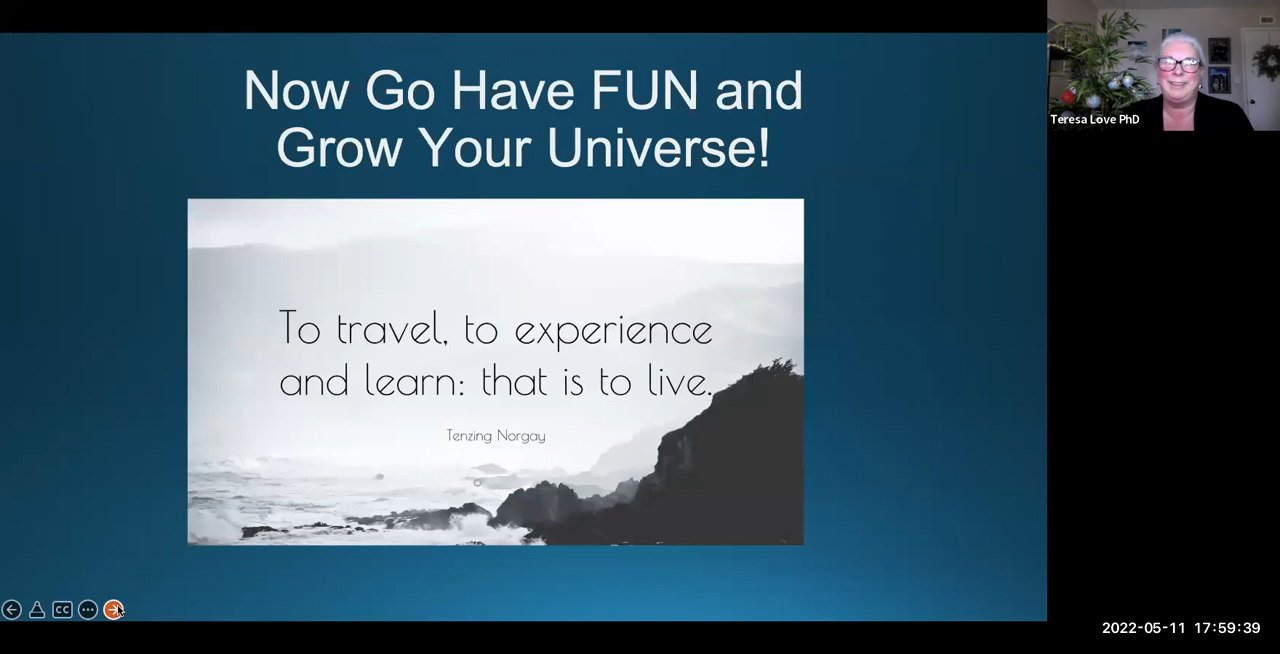 Now Go Have FUN and
Grow Your Universe!
To travel, to experience
and learn: that is to live.
Tenzing Norgay
CC
Teresa Love PhD
2022-05-11 17:59:39